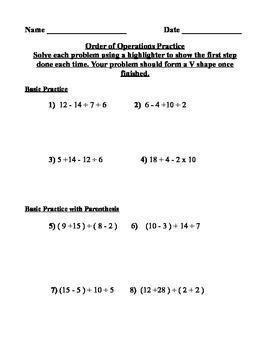 Name Date
Order of Operations Practice
Solve each problem using a highlighter to show the first step
done each time. Your problem should form a V shape once
finished.
Basic Practice
1) 12 - 14 ÷ 7 + 6 2) 6 - 4 +10 ÷ 2
3) 5 +14 - 12 ÷ 6 4) 18 + 4 - 2 x 10
Basic Practice with Parenthesis
5) ( 9 +15 ) ÷ ( 8 - 2 ) 6) (10 - 3 ) + 14 ÷ 7
7) (15 - 5 ) + 10 ÷ 5 8) (12 +28 ) ÷ ( 2 + 2 )